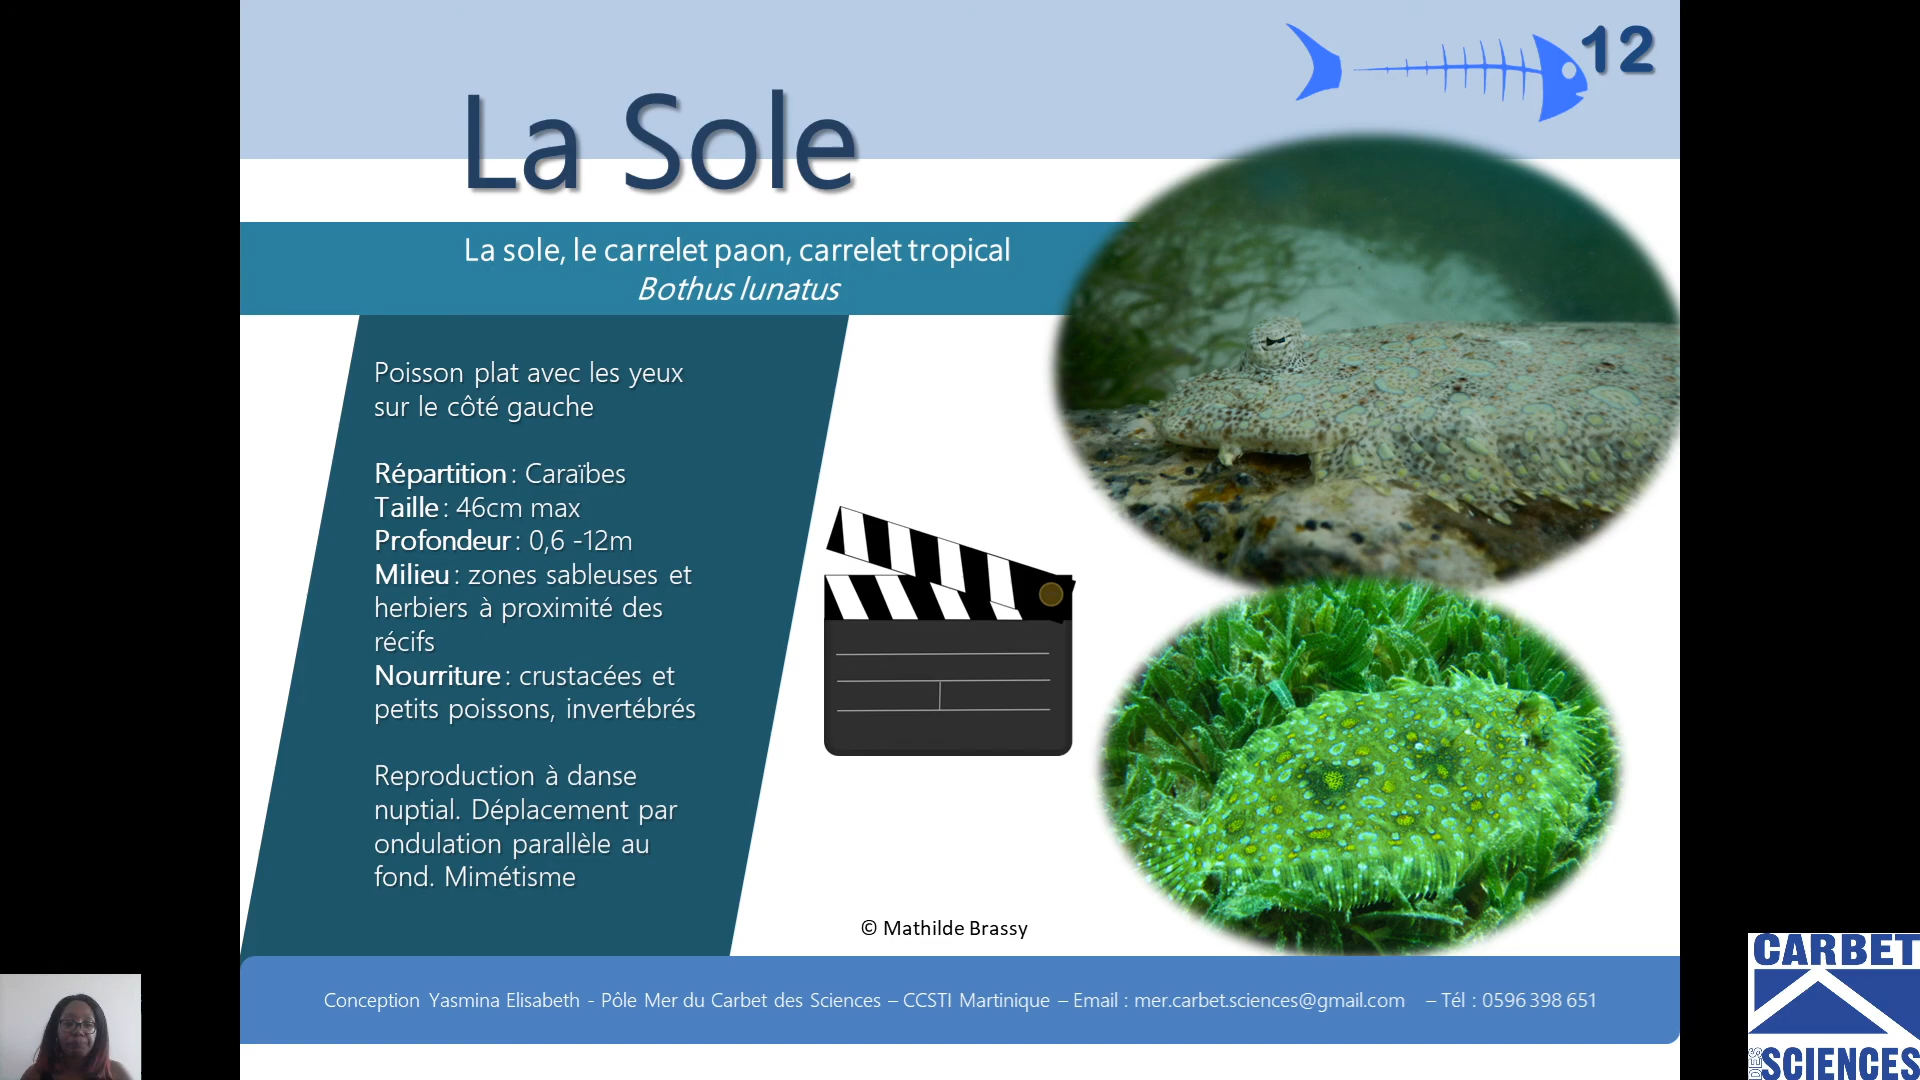 12
La Sole
La sole, le carrelet paon, carrelet tropical
Bothus lunatus
Poisson plat avec les yeux
sur le côté gauche
Répartition : Caraïbes
Taille : 46cm max
Profondeur : 0,6 -12m
Milieu : zones sableuses et
herbiers à proximité des
récifs
Nourriture : crustacées et
petits poissons, invertébrés
Reproduction à danse
nuptial. Déplacement par
ondulation parallèle au
fond. Mimétisme
© Mathilde Brassy
Conception Yasmina Elisabeth - Pôle Mer du Carbet des Sciences – CCSTI Martinique – Email : mer.carbet.sciences@gmail.com – Tél : 0596 398 651
CARBET
DES SCIENCES